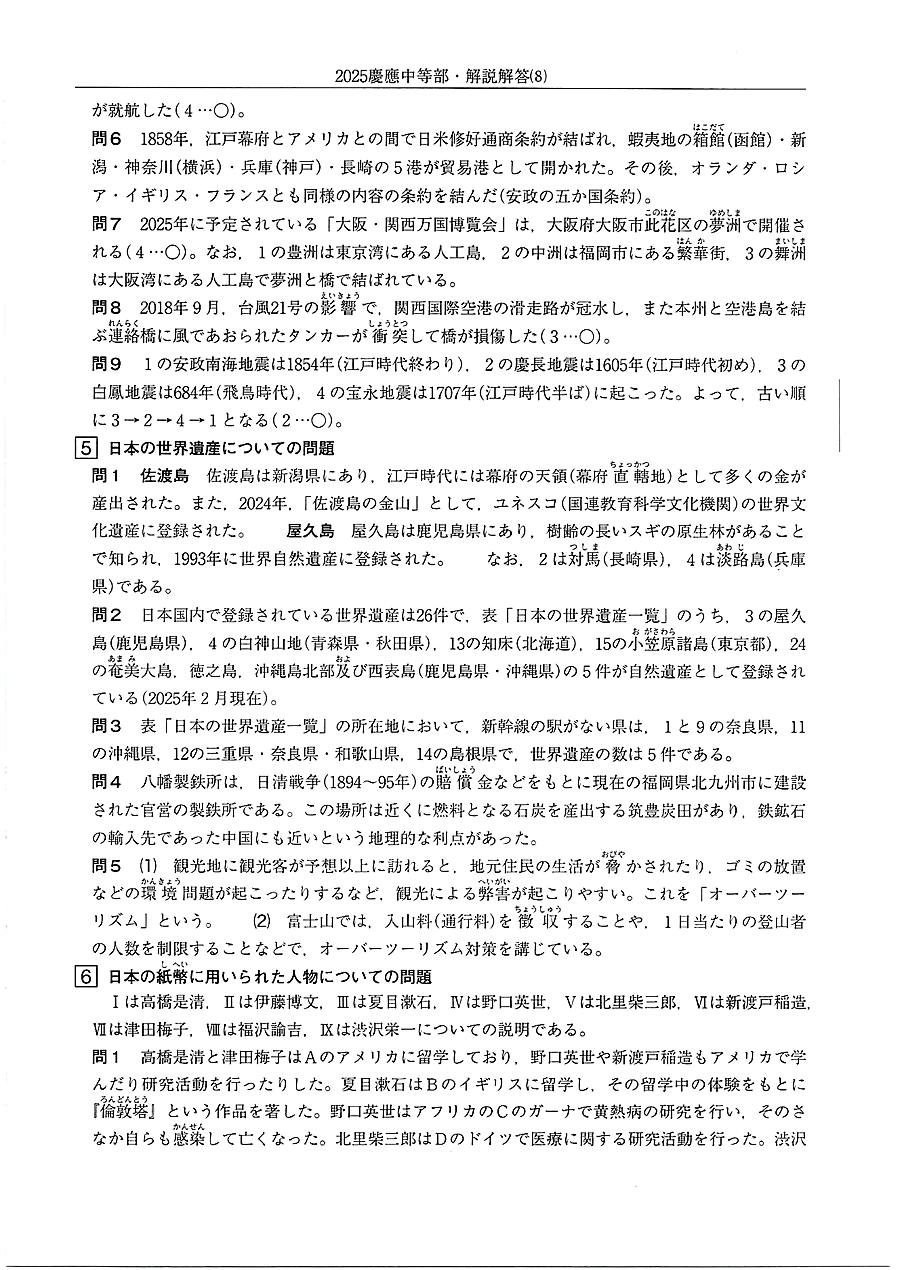 2025慶應中等部・解説解答(8)
が就航した(4…○)。
問6 1858年，江戸幕府とアメリカとの間で日米修好通商条約が結ばれ，蝦夷地の箱館(函館)・新
潟・神奈川(横浜)・兵庫(神戸)・長崎の5港が貿易港として開かれた。その後，オランダ・ロシ
ア・イギリス・フランスとも同様の内容の条約を結んだ(安政の五か国条約)。
問7 2025年に予定されている「大阪・関西万国博覧会」は，大阪府大阪市此花区の夢洲で開催さ
れる(4…○)。なお，1の豊洲は東京湾にある人工島，2の中洲は福岡市にある繁華街，3の舞洲
は大阪湾にある人工島で夢洲と橋で結ばれている。
問8 2018年9月，台風21号の影響で，関西国際空港の滑走路が冠水し，また本州と空港島を結
ぶ連絡橋に風であおられたタンカーが衝突して橋が損傷した(3…○)。
問9 1の安政南海地震は1854年(江戸時代終わり)，2の慶長地震は1605年(江戸時代初め)，3の
白鳳地震は684年(飛鳥時代)，4の宝永地震は1707年(江戸時代半ば)に起こった。よって，古い順
に3→2→4→1となる(2…○)。
5 日本の世界遺産についての問題
問1 佐渡島 佐渡島は新潟県にあり，江戸時代には幕府の天領(幕府直轄地)として多くの金が
産出された。また，2024年，「佐渡島の金山」として，ユネスコ(国連教育科学文化機関)の世界文
化遺産に登録された。 屋久島 屋久島は鹿児島県にあり，樹齢の長いスギの原生林があること
で知られ，1993年に世界自然遺産に登録された。 なお，2は対馬(長崎県)，4は淡路島(兵庫
県)である。
問2 日本国内で登録されている世界遺産は26件で，表「日本の世界遺産一覧」のうち，3の屋久
島(鹿児島県)，4の白神山地(青森県・秋田県)，13の知床(北海道)，15の小笠原諸島(東京都)，24
の奄美大島，徳之島，沖縄島北部及び西表島(鹿児島県・沖縄県)の5件が自然遺産として登録され
ている(2025年2月現在)。
問3 表「日本の世界遺産一覧」の所在地において，新幹線の駅がない県は，1と9の奈良県，11
の沖縄県，12の三重県・奈良県・和歌山県，14の島根県で，世界遺産の数は5件である。
問4 八幡製鉄所は，日清戦争(1894～95年)の賠償金などをもとに現在の福岡県北九州市に建設
された官営の製鉄所である。この場所は近くに燃料となる石炭を産出する筑豊炭田があり，鉄鉱石
の輸入先であった中国にも近いという地理的な利点があった。
問5 (1) 観光地に観光客が予想以上に訪れると，地元住民の生活が脅かされたり，ゴミの放置
などの環境問題が起こったりするなど，観光による弊害が起こりやすい。これを「オーバーツー
リズム」という。 (2) 富士山では，入山料(通行料)を徴収することや，1日当たりの登山者
の人数を制限することなどで，オーバーツーリズム対策を講じている。
6 日本の紙幣に用いられた人物についての問題
Ⅰは高橋是清，Ⅱは伊藤博文，Ⅲは夏目漱石，Ⅳは野口英世，Ⅴは北里柴三郎，Ⅵは新渡戸稲造，
Ⅶは津田梅子，Ⅷは福沢諭吉，Ⅸは渋沢栄一についての説明である。
問1 高橋是清と津田梅子はAのアメリカに留学しており，野口英世や新渡戸稲造もアメリカで学
んだり研究活動を行ったりした。夏目漱石はBのイギリスに留学し，その留学中の体験をもとに
『倫敦塔』という作品を著した。野口英世はアフリカのCのガーナで黄熱病の研究を行い，そのさ
なか自らも感染して亡くなった。北里柴三郎はDのドイツで医療に関する研究活動を行った。渋沢